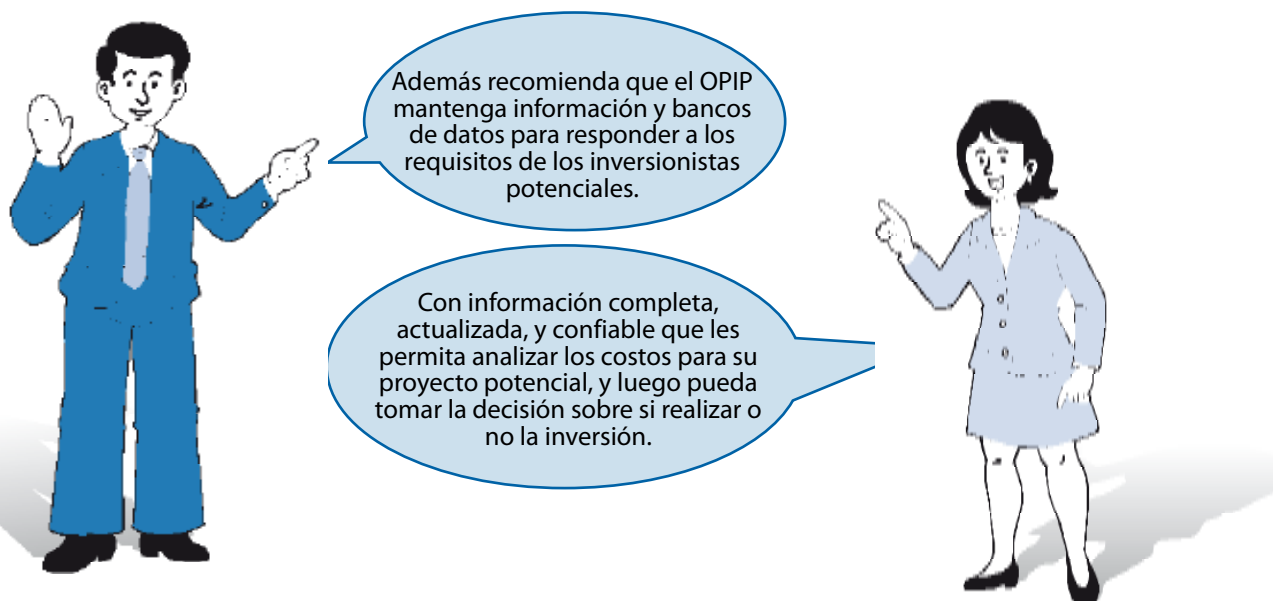 Además recomienda que el OPIP
mantenga información y bancos
de datos para responder a los
requisitos de los inversionistas
potenciales.
Con información completa,
actualizada, y confiable que les
permita analizar los costos para su
proyecto potencial, y luego pueda
tomar la decisión sobre si realizar o
no la inversión.